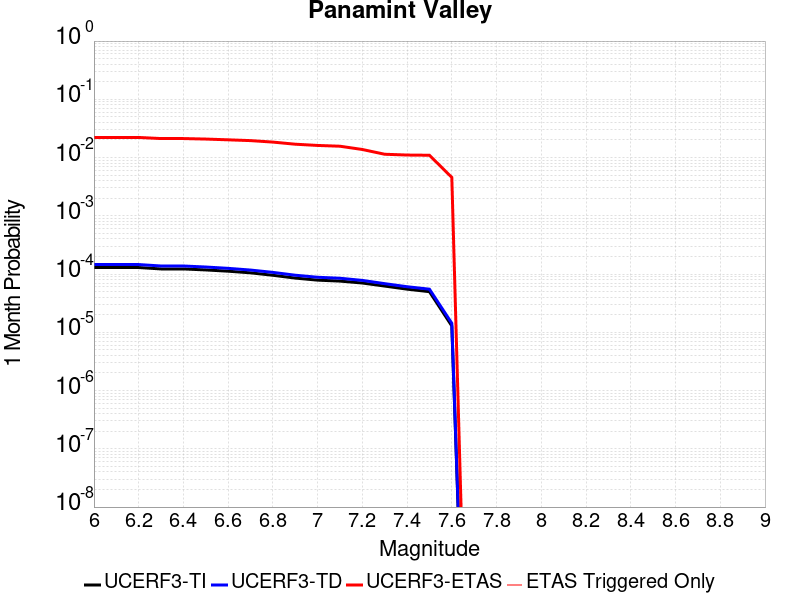 Panamint Valley
10^0
10^-1
10^-2
10^-3
10^-4
10^-5
10^-6
10^-7
10^-8
1 Month Probability
6 6.2 6.4 6.6 6.8 7 7.2 7.4 7.6 7.8 8 8.2 8.4 8.6 8.8 9
Magnitude
UCERF3-TI UCERF3-TD UCERF3-ETAS ETAS Triggered Only